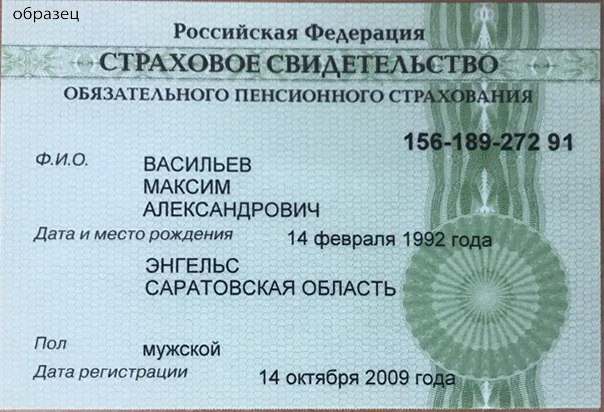 образец
Российская Федерация
СТРАХОВОЕ СВИДЕТЕЛЬСТВО
ОБЯЗАТЕЛЬНОГО ПЕНСИОННОГО СТРАХОВАНИЯ
156-189-272 91
Ф.И.О. ВАСИЛЬЕВ
МАКСИМ
АЛЕКСАНДРОВИЧ
Дата и место рождения 14 февраля 1992 года
ЭНГЕЛЬС
САРАТОВСКАЯ ОБЛАСТЬ
Пол мужской
Дата регистрации 14 октября 2009 года